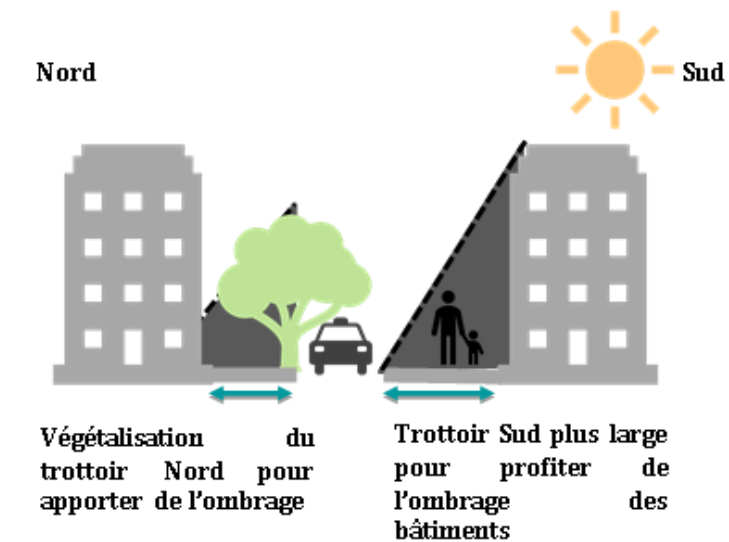 Nord
Sud
Végétalisation du
trottoir Nord pour
apporter de l'ombrage
Trottoir Sud plus large
pour profiter de
l'ombrage des
bâtiments